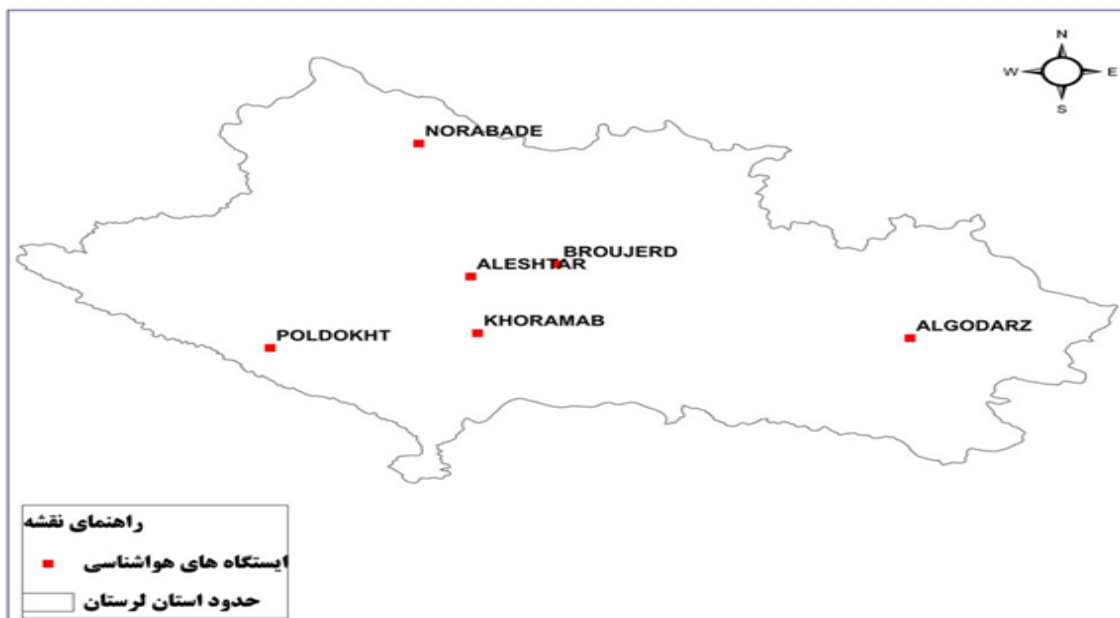 N
W E
S
NORABADE
BROUJERD
ALESHTAR
KHORAMAB
POLDOKHT
ALGODARZ
راهنمای نقشه
ایستگاه های هواشناسی
حدود استان لرستان